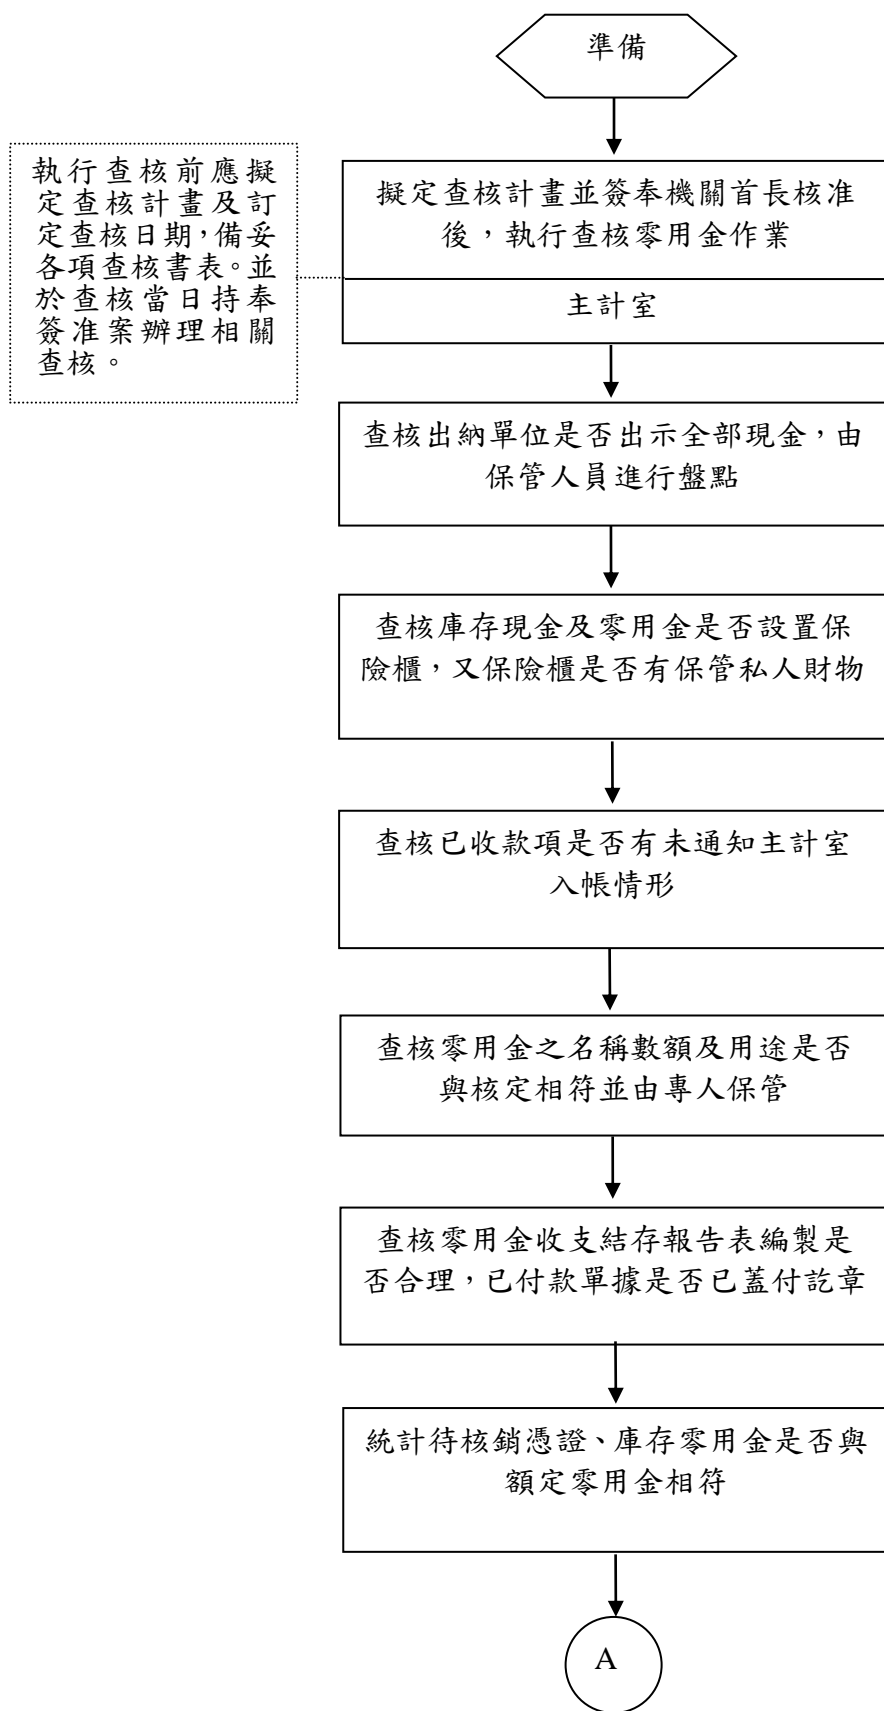 準備
執行查核前應擬
定查核計畫及訂
定查核日期,備妥
各項查核書表。並
於查核當日持奉
簽准案辦理相關
查核。
擬定查核計畫並簽奉機關首長核准
後，執行查核零用金作業
主計室
查核出納單位是否出示全部現金，由
保管人員進行盤點
查核庫存現金及零用金是否設置保
險櫃，又保險櫃是否有保管私人財物
查核已收款項是否有未通知主計室
入帳情形
查核零用金之名稱數額及用途是否
與核定相符並由專人保管
查核零用金收支結存報告表編製是
否合理，已付款單據是否已蓋付訖章
統計待核銷憑證、庫存零用金是否與
額定零用金相符
A